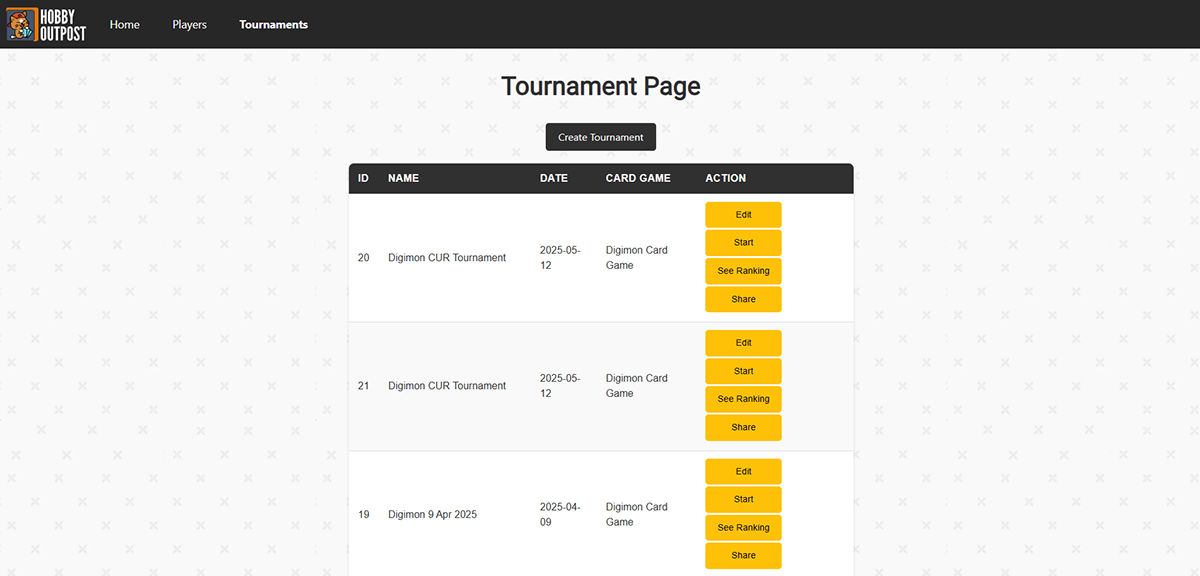 HOBBY
OUTPOST
Home Players Tournaments
Tournament Page
Create Tournament
ID NAME DATE CARD GAME ACTION
20 Digimon CUR Tournament 2025-05-
12 Digimon Card
Game
Edit
Start
See Ranking
Share
21 Digimon CUR Tournament 2025-05-
12 Digimon Card
Game
Edit
Start
See Ranking
Share
19 Digimon 9 Apr 2025 2025-04-
09 Digimon Card
Game
Edit
Start
See Ranking
Share